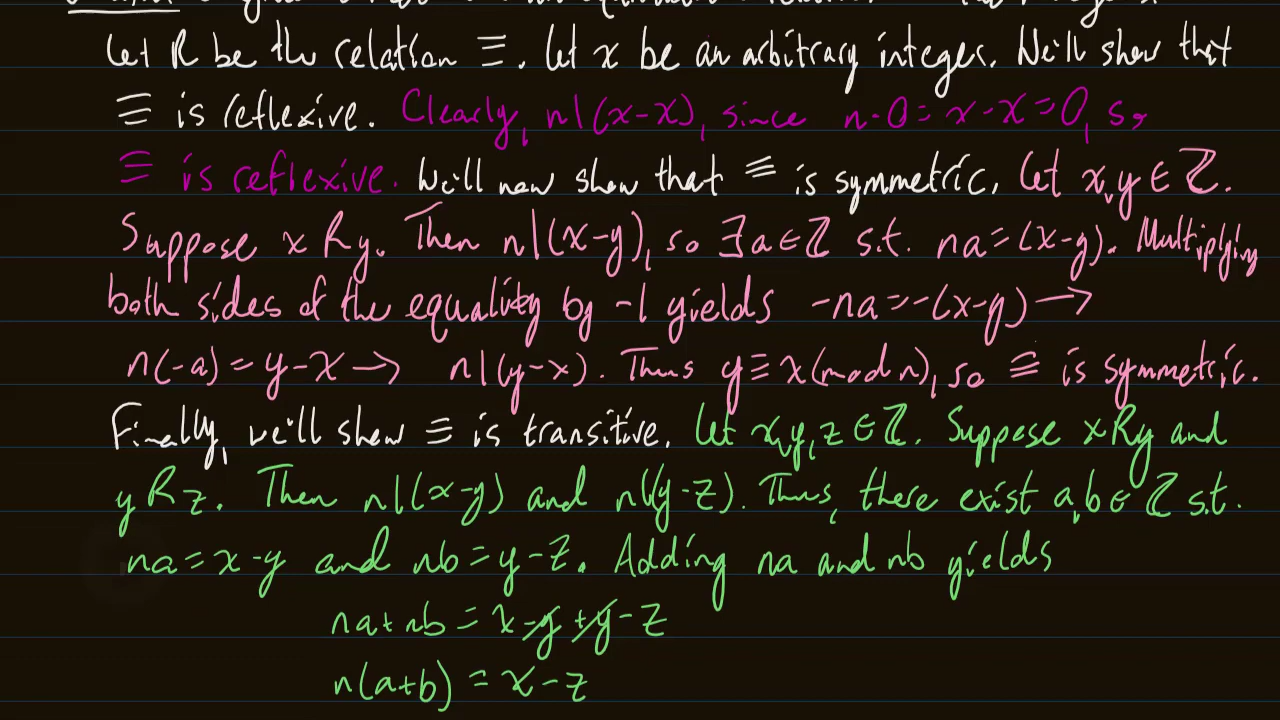 Let R be the relation ≡. Let x be an arbitrary integer. We'll show that
≡ is reflexive. Clearly, n|(x-x), since n·0=x-x=0, so
≡ is reflexive. We'll now show that ≡ is symmetric. Let x,y∈ℤ.
Suppose x R y. Then n|(x-y), so ∃a∈ℤ s.t. na=(x-y). Multiplying
both sides of the equality by -1 yields -na=-(x-y)→
n(-a)=y-x→ n|(y-x). Thus y≡x(mod n), so ≡ is symmetric.
Finally, we'll show ≡ is transitive. Let x,y,z∈ℤ. Suppose xRy and
yRz. Then n|(x-y) and n|(y-z). Thus, there exist a,b∈ℤ s.t.
na=x-y and nb=y-z. Adding na and nb yields
na+nb=x-y+y-z
n(a+b)=x-z